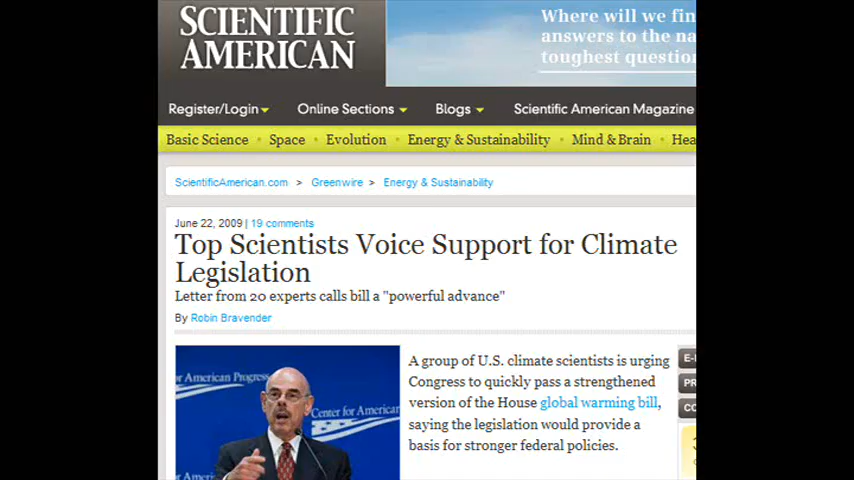 SCIENTIFIC
AMERICAN
Where will we fin
answers to the na
toughest question
Register/Login
Online Sections
Blogs
Scientific American Magazine
Basic Science • Space • Evolution • Energy & Sustainability • Mind & Brain • Hea
ScientificAmerican.com > Greenwire > Energy & Sustainability
June 22, 2009 | 19 comments
Top Scientists Voice Support for Climate
Legislation
Letter from 20 experts calls bill a "powerful advance"
By Robin Bravender
for American Progress
Center for American
A group of U.S. climate scientists is urging
Congress to quickly pass a strengthened
version of the House global warming bill,
saying the legislation would provide a
basis for stronger federal policies.
E-
PR
CO